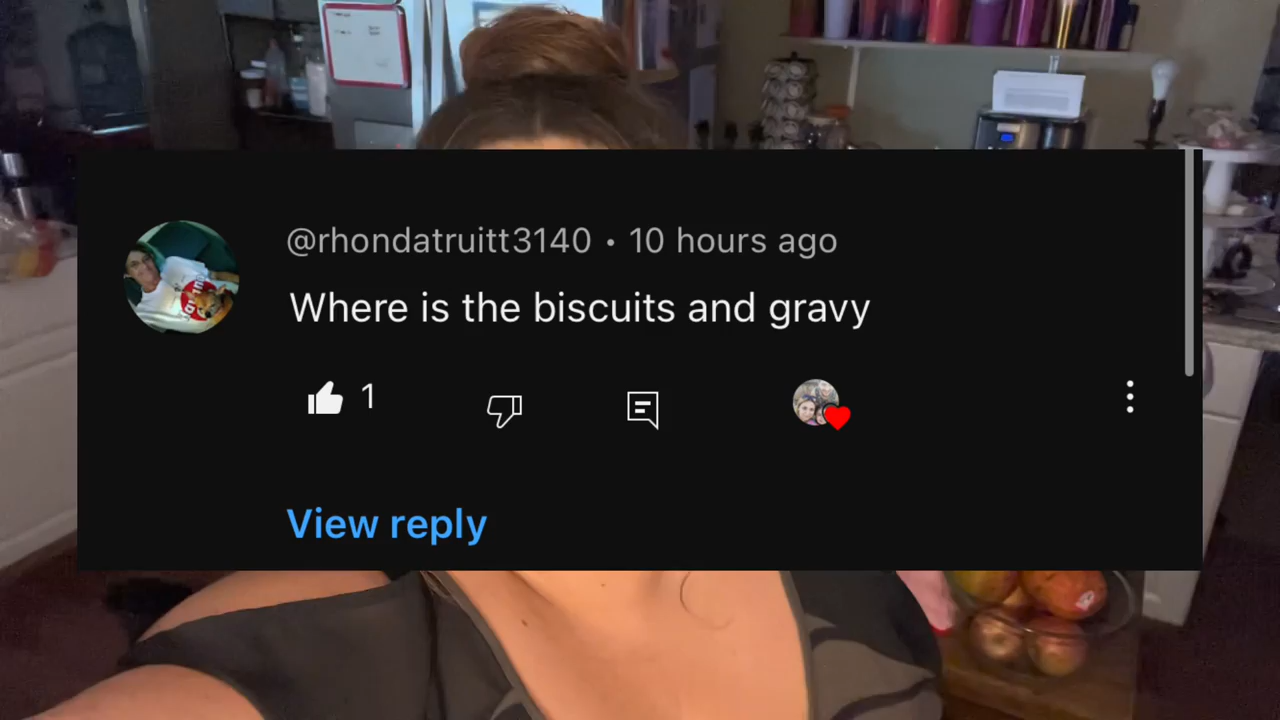 @rhondatruitt3140 • 10 hours ago
Where is the biscuits and gravy
1
View reply